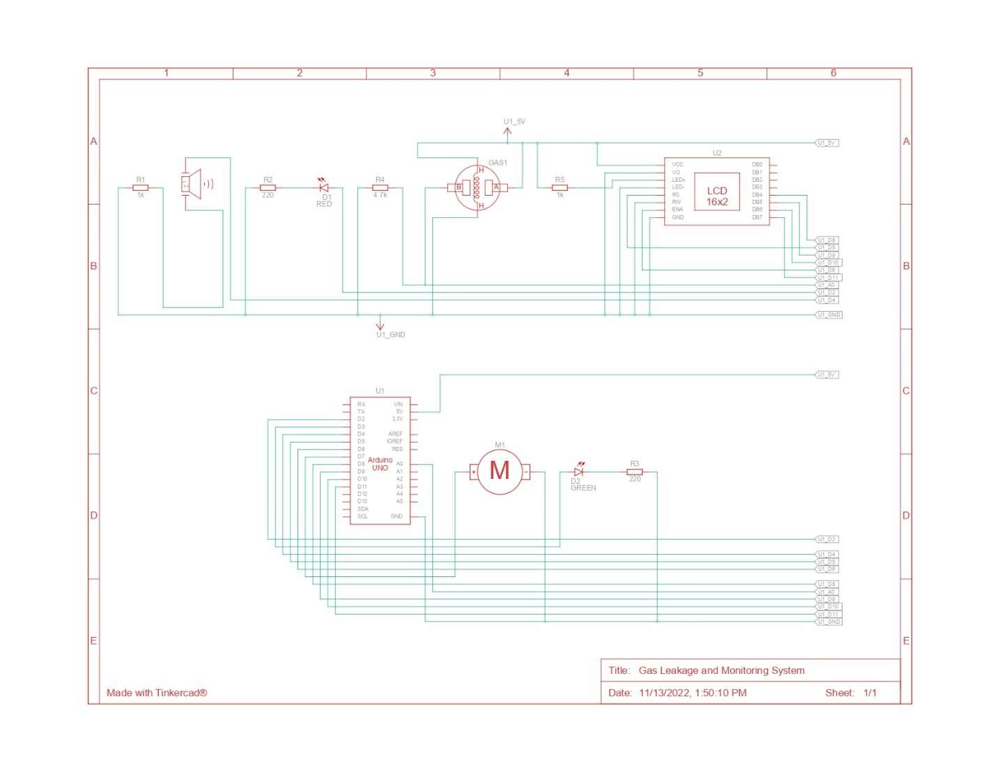 1 2 3 4 5 6
A A
B B
C C
D D
E E
U1_5V
U1_5V
R1
1k
R2
220
D1
RED
R4
4.7k
GAS1
H
B A
H
R5
1k
U2
LCD
16x2
VCC DB0
VO DB1
LED+ DB2
LED- DB3
RS DB4
RW DB5
ENA DB6
GND DB7
U1_D8
U1_D5
U1_D9
U1_D10
U1_D6
U1_D11
U1_A0
U1_D2
U1_D4
U1_GND
U1_GND
U1_5V
U1
Arduino
UNO
RX VIN
TX 5V
D2 3.3V
D3
D4 AREF
D5 IOREF
D6 RES
D7
D8 A0
D9 A1
D10 A2
D11 A3
D12 A4
D13 A5
SDA
SCL GND
M1
+ M -
D2
GREEN
R3
220
U1_D2
U1_D4
U1_D5
U1_D6
U1_D8
U1_A0
U1_D9
U1_D10
U1_D11
U1_GND
Title: Gas Leakage and Monitoring System
Date: 11/13/2022, 1:50:10 PM Sheet: 1/1
Made with Tinkercad®